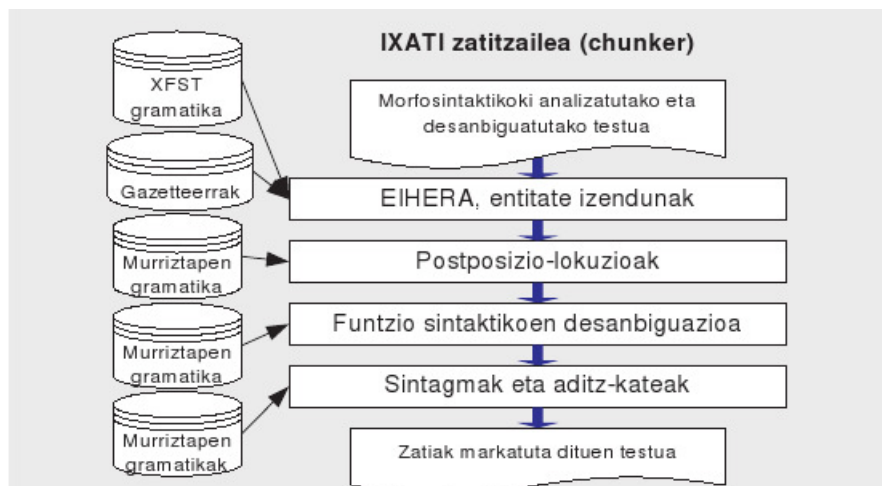 IXATI zatitzailea (chunker)
XFST
gramatika
Morfosintaktikoki analizatutako eta
desanbiguatutako testua
Gazetteerrak
EIHERA, entitate izendunak
Murriztapen
gramatika
Postposizio-lokuzioak
Murriztapen
gramatika
Funtzio sintaktikoen desanbiguazioa
Murriztapen
gramatikak
Sintagmak eta aditz-kateak
Zatiak markatuta dituen testua